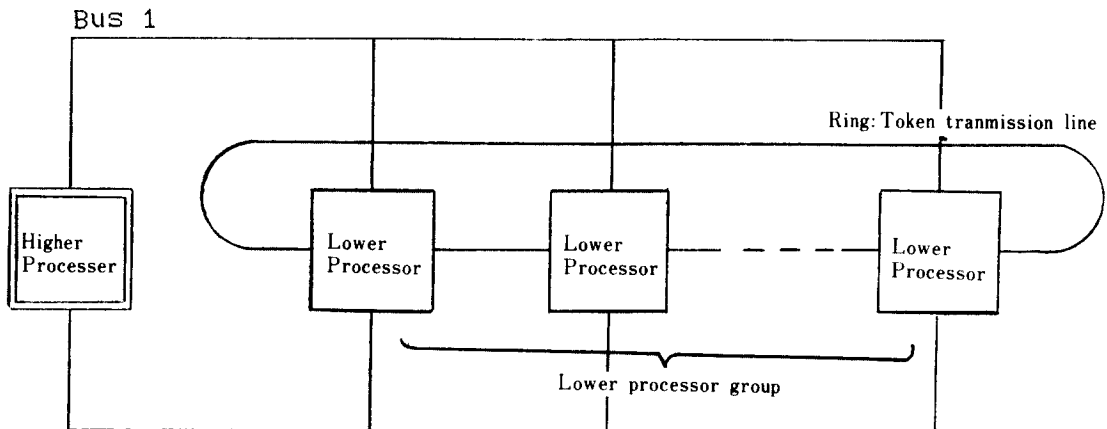 Bus 1
Ring: Token tranmission line
Higher
Processer
Lower
Processor
Lower
Processor
Lower
Processor
Lower processor group